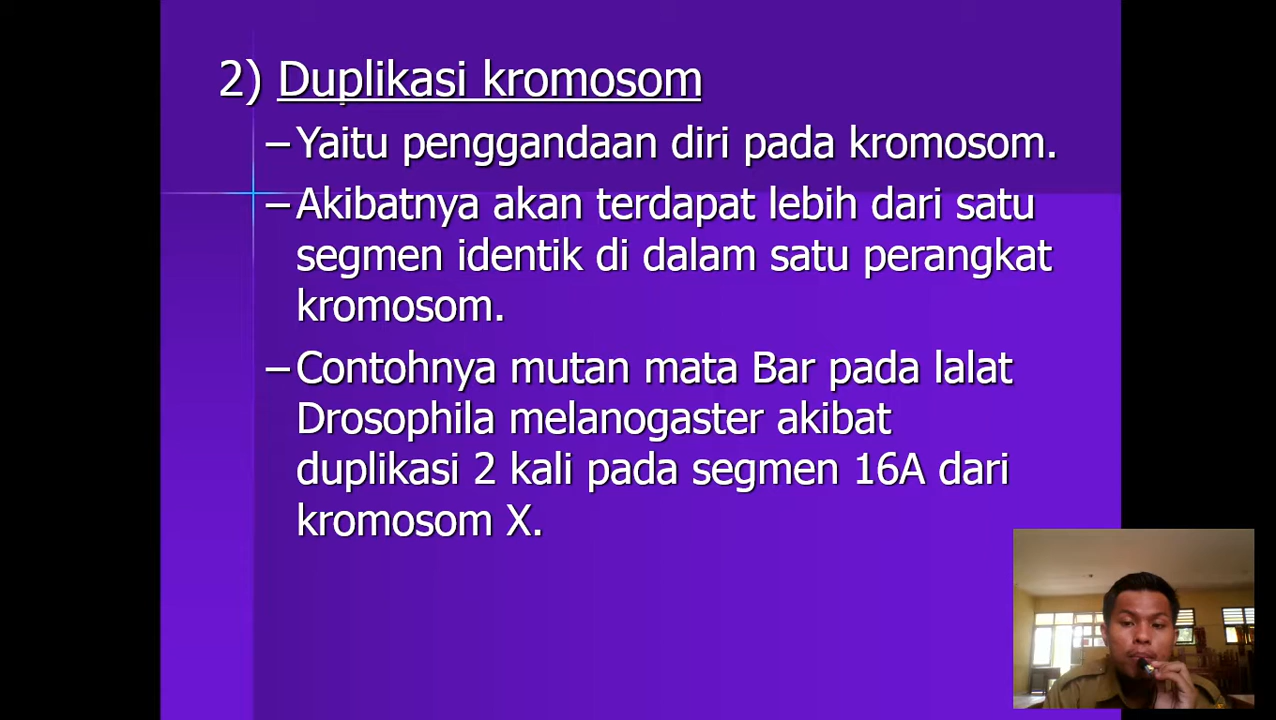 2) Duplikasi kromosom
–Yaitu penggandaan diri pada kromosom.
–Akibatnya akan terdapat lebih dari satu
segmen identik di dalam satu perangkat
kromosom.
–Contohnya mutan mata Bar pada lalat
Drosophila melanogaster akibat
duplikasi 2 kali pada segmen 16A dari
kromosom X.